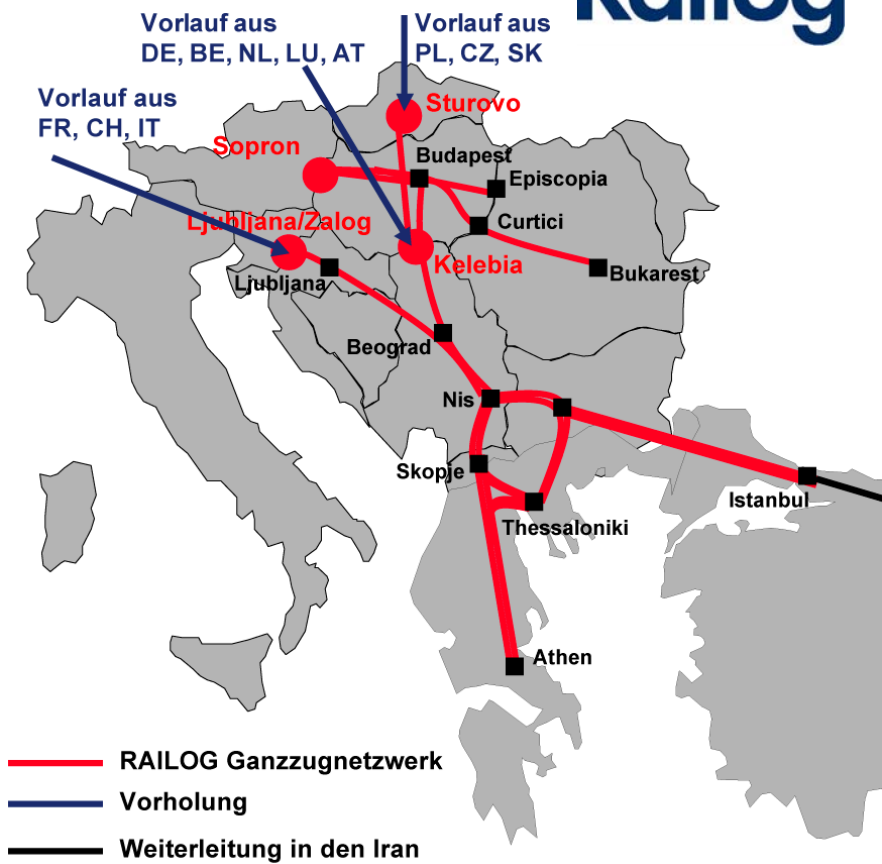 Railog
Vorlauf aus
DE, BE, NL, LU, AT
Vorlauf aus
PL, CZ, SK
Vorlauf aus
FR, CH, IT
Sturovo
Sopron
Budapest
Episcopia
Ljubljana/Zalog
Curtici
Kelebia
Ljubljana
Bukarest
Beograd
Nis
Skopje
Istanbul
Thessaloniki
Athen
RAILOG Ganzzugnetzwerk
Vorholung
Weiterleitung in den Iran